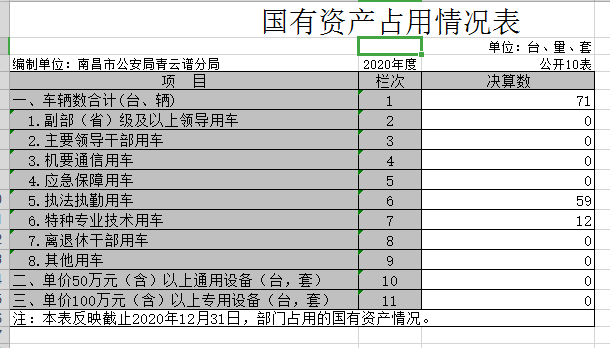 国有资产占用情况表
单位：台、量、套
编制单位：南昌市公安局青云谱分局 2020年度 公开10表
项 目 栏次 决算数
一、车辆数合计(台、辆) 1 71
1.副部（省）级及以上领导用车 2 0
2.主要领导干部用车 3 0
3.机要通信用车 4 0
4.应急保障用车 5 0
5.执法执勤用车 6 59
6.特种专业技术用车 7 12
7.离退休干部用车 8 0
8.其他用车 9 0
二、单价50万元（含）以上通用设备（台，套） 10 0
三、单价100万元（含）以上专用设备（台，套） 11 0
注：本表反映截止2020年12月31日，部门占用的国有资产情况。